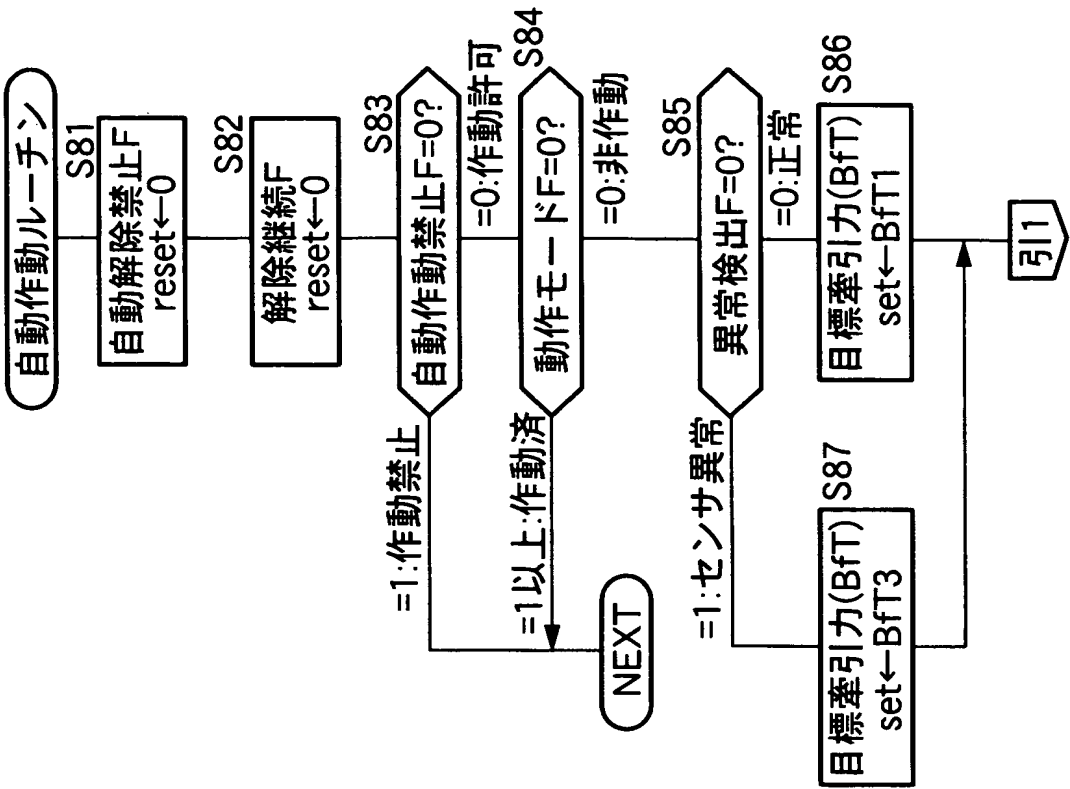 自動作動ルーチン
S81
自動解除禁止F
reset←0
S82
解除継続F
reset←0
S83
自動作動禁止F=0?
=1:作動禁止
=0:作動許可
S84
動作モードF=0?
=1以上:作動済
=0:非作動
NEXT
S85
異常検出F=0?
=1:センサ異常
=0:正常
S86
目標牽引力(BfT)
set←BfT1
S87
目標牽引力(BfT)
set←BfT3
引1